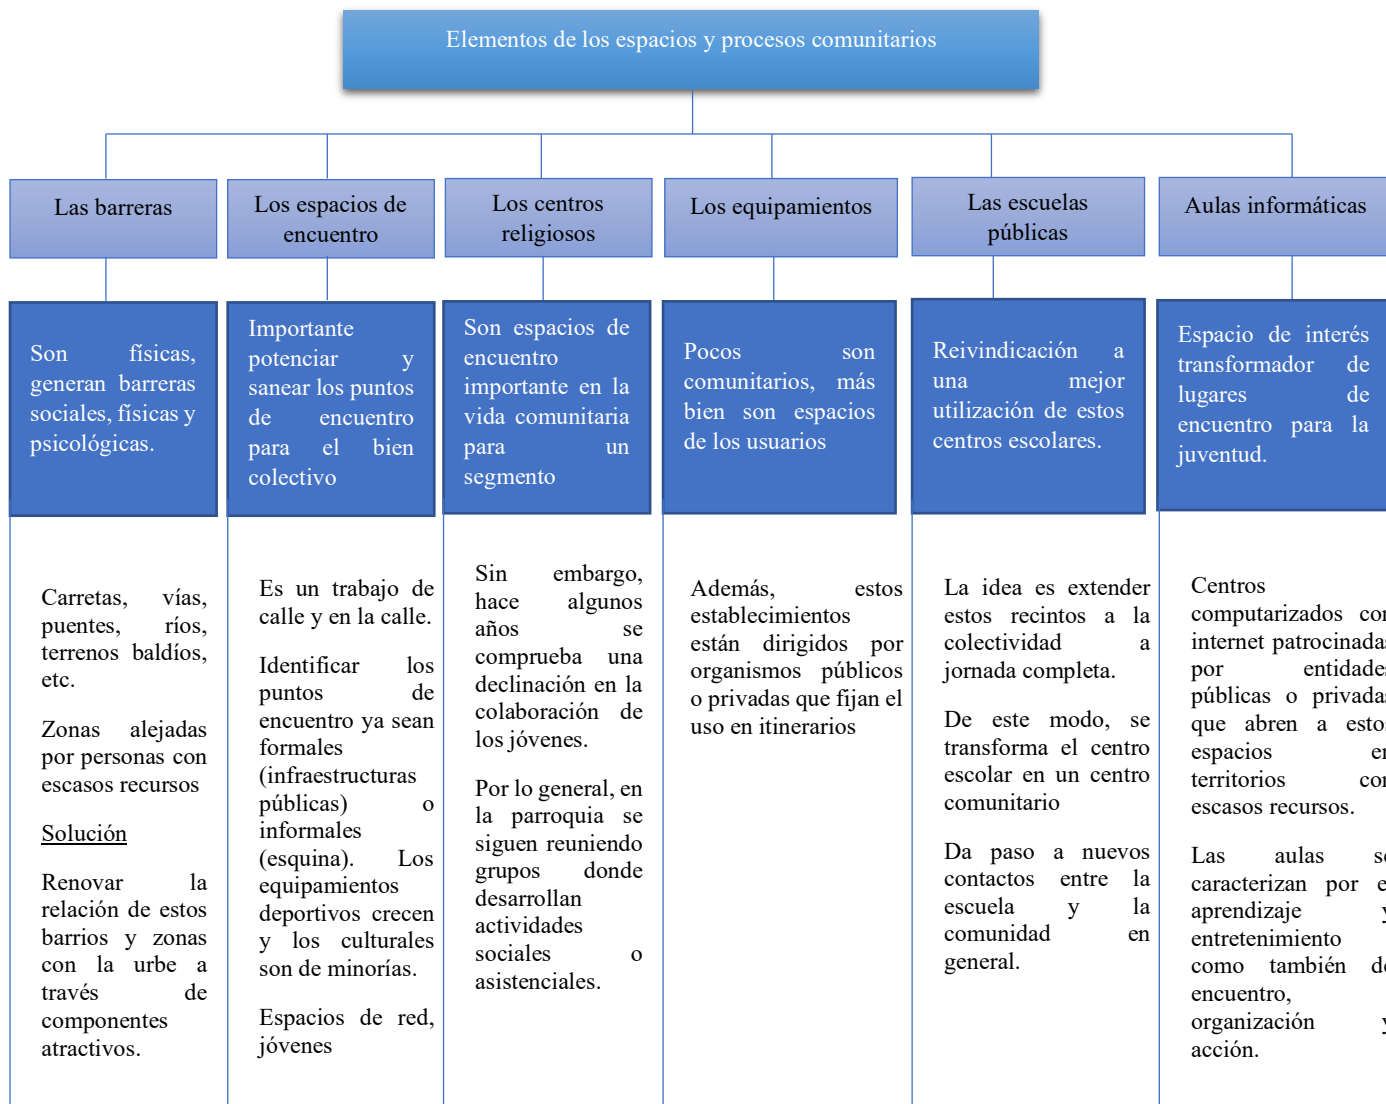 Elementos de los espacios y procesos comunitarios
Las barreras
Son físicas,
generan barreras
sociales, físicas y
psicológicas.
Carretas, vías,
puentes, ríos,
terrenos baldíos,
etc.
Zonas alejadas
por personas con
escasos recursos
Solución
Renovar la
relación de estos
barrios y zonas
con la urbe a
través de
componentes
atractivos.
Los espacios de
encuentro
Importante
potenciar y
sanear los puntos
de encuentro
para el bien
colectivo
Es un trabajo de
calle y en la calle.
Identificar los
puntos de
encuentro ya sean
formales
(infraestructuras
públicas) o
informales
(esquina). Los
equipamientos
deportivos crecen
y los culturales
son de minorías.
Espacios de red,
jóvenes
Los centros
religiosos
Son espacios de
encuentro
importante en la
vida comunitaria
para un
segmento
Sin embargo,
hace algunos
años se
comprueba una
declinación en la
colaboración de
los jóvenes.
Por lo general, en
la parroquia se
siguen reuniendo
grupos donde
desarrollan
actividades
sociales o
asistenciales.
Los equipamientos
Pocos son
comunitarios, más
bien son espacios
de los usuarios
Además, estos
establecimientos
están dirigidos por
organismos públicos
o privadas que fijan el
uso en itinerarios
Las escuelas
públicas
Reivindicación a
una mejor
utilización de estos
centros escolares.
La idea es extender
estos recintos a la
colectividad a
jornada completa.
De este modo, se
transforma el centro
escolar en un centro
comunitario
Da paso a nuevos
contactos entre la
escuela y la
comunidad en
general.
Aulas informáticas
Espacio de interés
transformador de
lugares de
encuentro para la
juventud.
Centros
computarizados con
internet patrocinadas
por entidades
públicas o privadas
que abren a estos
espacios en
territorios con
escasos recursos.
Las aulas se
caracterizan por el
aprendizaje y
entretenimiento
como también de
encuentro,
organización y
acción.